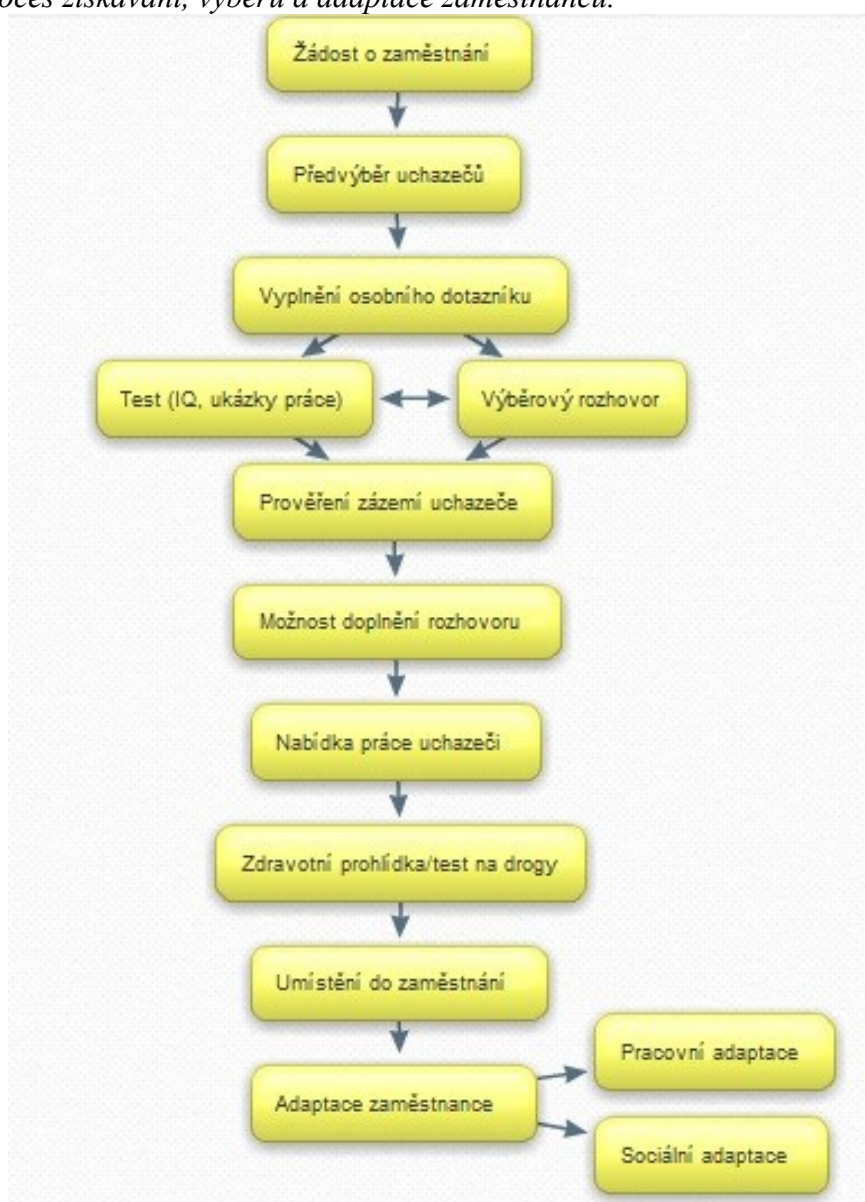 získávání, výběru a adaptace zaměstnanců.
Žádost o zaměstnání
Předvýběr uchazečů
Vyplnění osobního dotazníku
Test (IQ, ukázky práce)
Výběrový rozhovor
Prověření zázemí uchazeče
Možnost doplnění rozhovoru
Nabídka práce uchazeči
Zdravotní prohlídka/test na drogy
Umístění do zaměstnání
Pracovní adaptace
Adaptace zaměstnance
Sociální adaptace